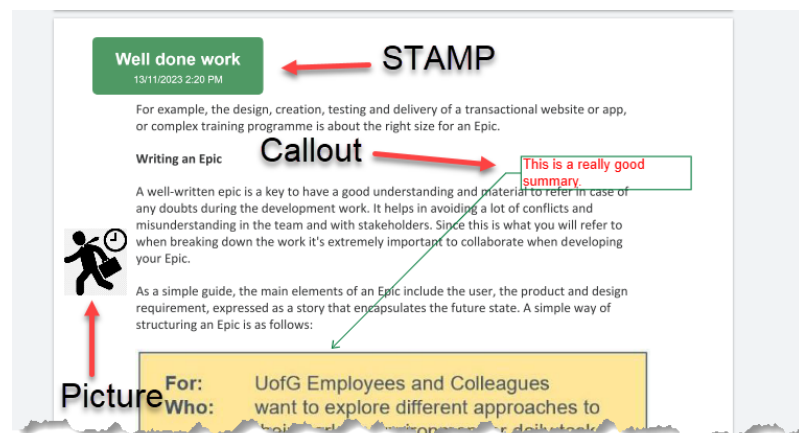 Well done work
13/11/2023 2:20 PM
STAMP
For example, the design, creation, testing and delivery of a transactional website or app,
or complex training programme is about the right size for an Epic.
Writing an Epic
Callout
This is a really good
summary.
A well-written epic is a key to have a good understanding and material to refer in case of
any doubts during the development work. It helps in avoiding a lot of conflicts and
misunderstanding in the team and with stakeholders. Since this is what you will refer to
when breaking down the work it's extremely important to collaborate when developing
your Epic.
As a simple guide, the main elements of an Epic include the user, the product and design
requirement, expressed as a story that encapsulates the future state. A simple way of
structuring an Epic is as follows:
Picture
For: UofG Employees and Colleagues
Who: want to explore different approaches to